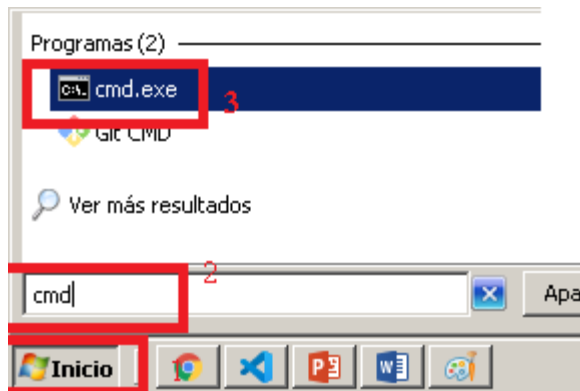 Programas (2)
cmd.exe
3
Git CMD
Ver más resultados
2
cmd
Apa
Inicio